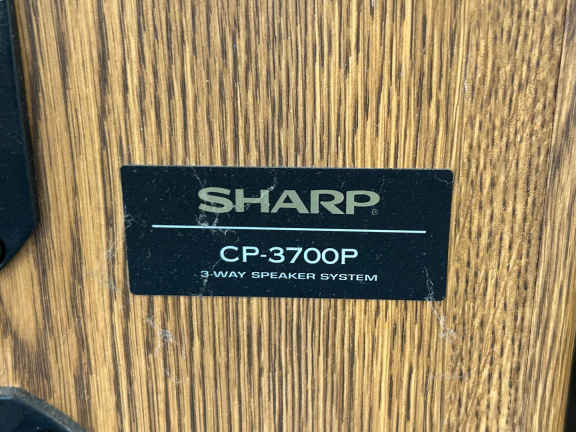 SHARP®
CP-3700P
3-WAY SPEAKER SYSTEM